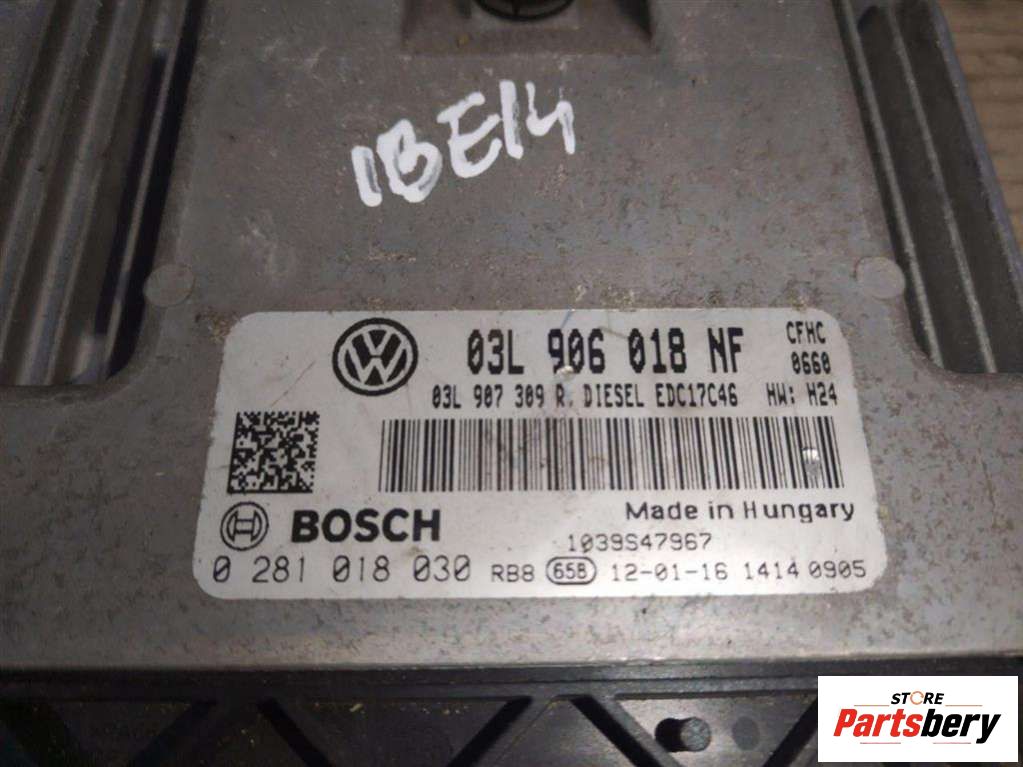 1BE14
03L 906 018 NF
CFHC
0660
03L 907 309 R. DIESEL EDC17C46 HW: H24
Made in Hungary
BOSCH
1039S47967
0 281 018 030 RB8 658 12-01-16 1414 0905
STORE
Partsbery